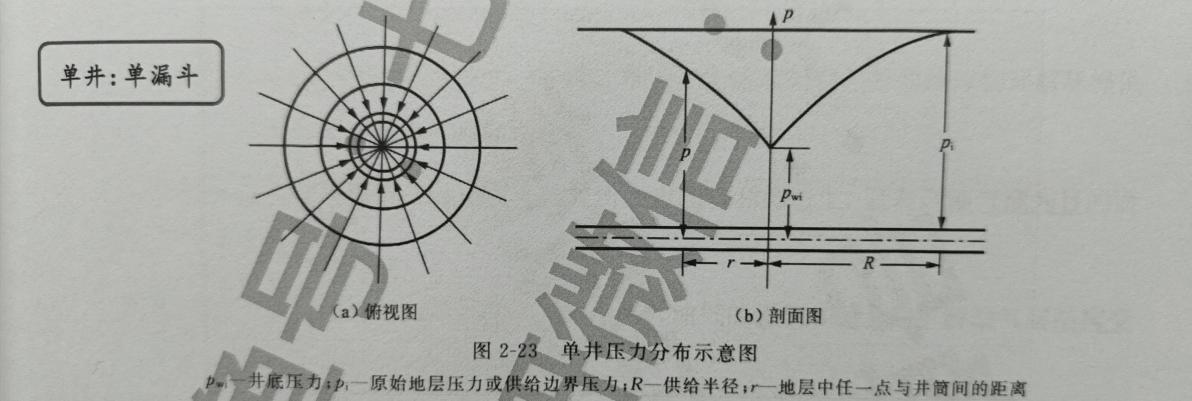 单井:单漏斗
p
p
p_wi
p_i
r
R
(a)俯视图
(b)剖面图
图 2-23 单井压力分布示意图
p_wi—井底压力;p_i—原始地层压力或供给边界压力;R—供给半径;r—地层中任一点与井筒间的距离
号
微信